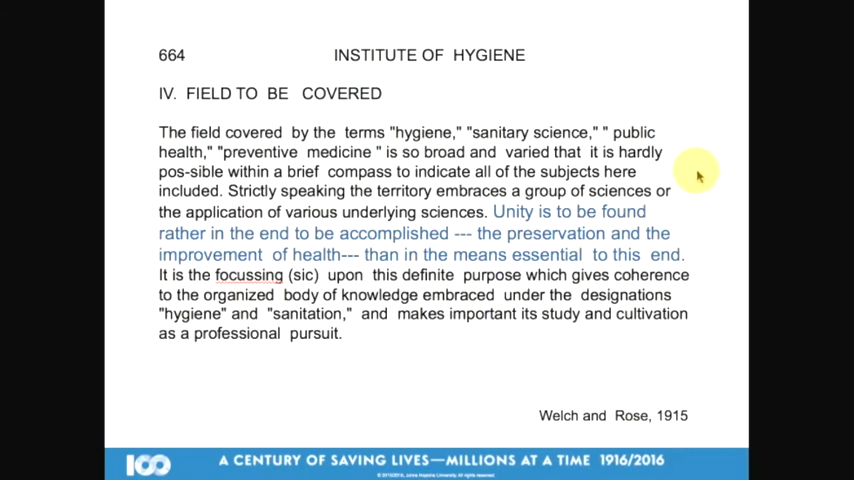 664 INSTITUTE OF HYGIENE
IV. FIELD TO BE COVERED
The field covered by the terms "hygiene," "sanitary science," " public
health," "preventive medicine " is so broad and varied that it is hardly
pos-sible within a brief compass to indicate all of the subjects here
included. Strictly speaking the territory embraces a group of sciences or
the application of various underlying sciences. Unity is to be found
rather in the end to be accomplished --- the preservation and the
improvement of health--- than in the means essential to this end.
It is the focussing (sic) upon this definite purpose which gives coherence
to the organized body of knowledge embraced under the designations
"hygiene" and "sanitation," and makes important its study and cultivation
as a professional pursuit.
Welch and Rose, 1915
100 A CENTURY OF SAVING LIVES—MILLIONS AT A TIME 1916/2016